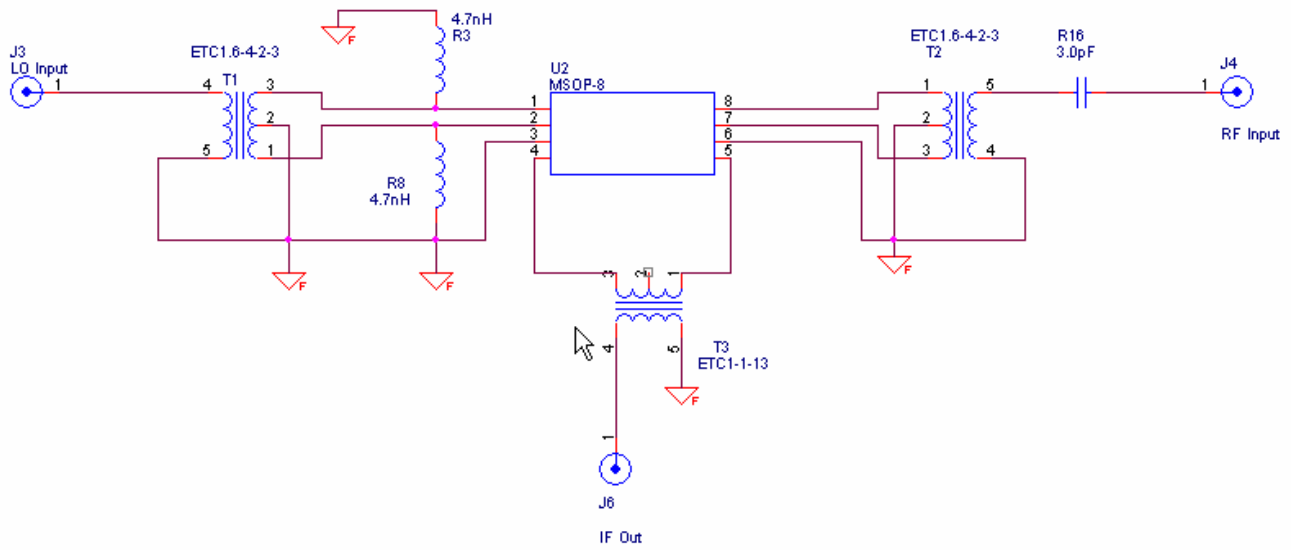 4.7nH
R3
F
J3
LO Input
1
ETC1.6-4-2-3
T1
4
5
3
2
1
R8
4.7nH
F
F
U2
MSOP-8
1
2
3
4
8
7
6
5
ETC1.6-4-2-3
T2
1
2
3
5
4
F
R16
3.0pF
J4
1
RF Input
3
2
1
4
5
T3
ETC1-1-13
F
1
J6
IF Out